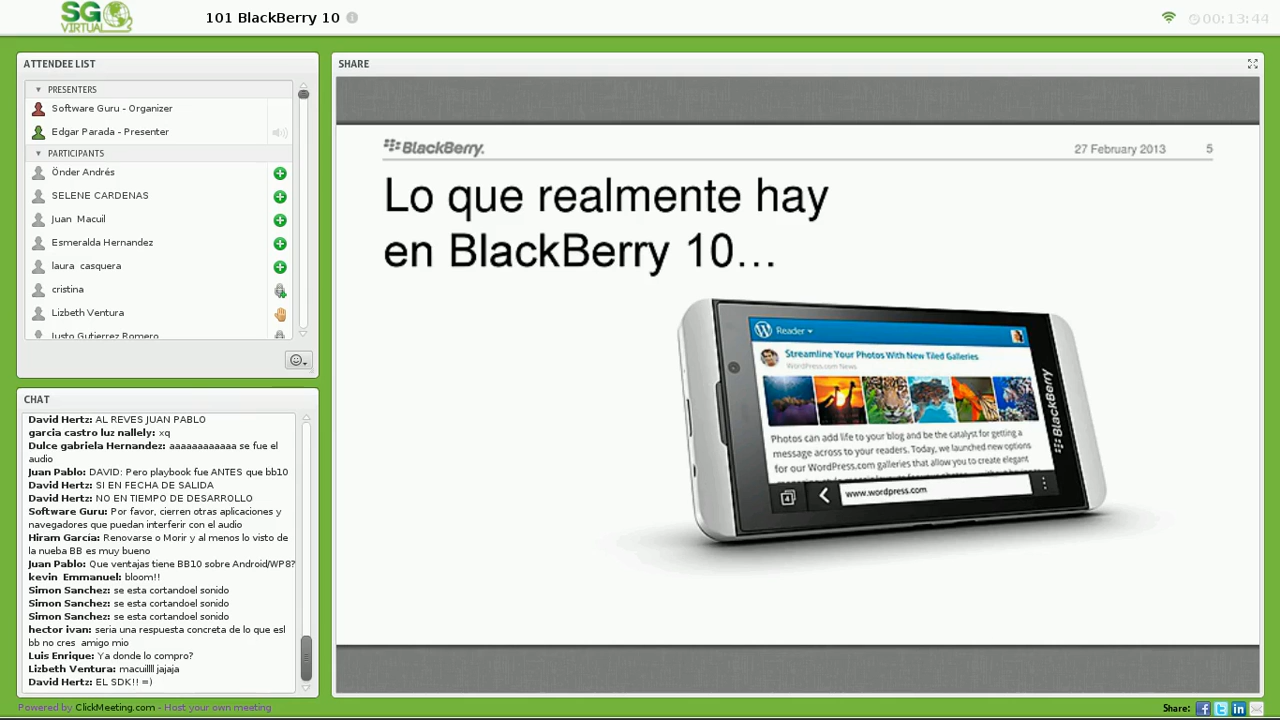 SG
VIRTUAL
101 BlackBerry 10
00:13:44
ATTENDEE LIST
PRESENTERS
Software Guru - Organizer
Edgar Parada - Presenter
PARTICIPANTS
Önder Andrés
SELENE CARDENAS
Juan Macuil
Esmeralda Hernandez
laura casquera
cristina
Lizbeth Ventura
Justo Gutierrez Romero
CHAT
David Hertz: AL REVES JUAN PABLO
garcia castro luz nallely: xq
Dulce gabriela Hernandez: aaaaaaaaaaa se fue el
audio
Juan Pablo: DAVID: Pero playbook fue ANTES que bb10
David Hertz: SI EN FECHA DE SALIDA
David Hertz: NO EN TIEMPO DE DESARROLLO
Software Guru: Por favor, cierren otras aplicaciones y
navegadores que puedan interferir con el audio
Hiram García: Renovarse o Morir y al menos lo visto de
la nueba BB es muy bueno
Juan Pablo: Que ventajas tiene BB10 sobre Android/WP8?
kevin Emmanuel: bloom!!
Simon Sanchez: se esta cortandoel sonido
Simon Sanchez: se esta cortandoel sonido
Simon Sanchez: se esta cortandoel sonido
hector ivan: seria una respuesta concreta de lo que esl
bb no cres amigo mio
Luis Enrique: Ya donde lo compro?
Lizbeth Ventura: macuillll jajaja
David Hertz: EL SDK!! =)
SHARE
BlackBerry.
27 February 2013
5
Lo que realmente hay
en BlackBerry 10...
Reader
Streamline Your Photos With New Tiled Galleries
WordPress.com News
Photos can add life to your blog and be the catalyst for getting a
message across to your readers. Today, we launched new options
for our WordPress.com galleries that allow you to create elegant
4
www.wordpress.com
BlackBerry
Powered by ClickMeeting.com - Host your own meeting
Share: